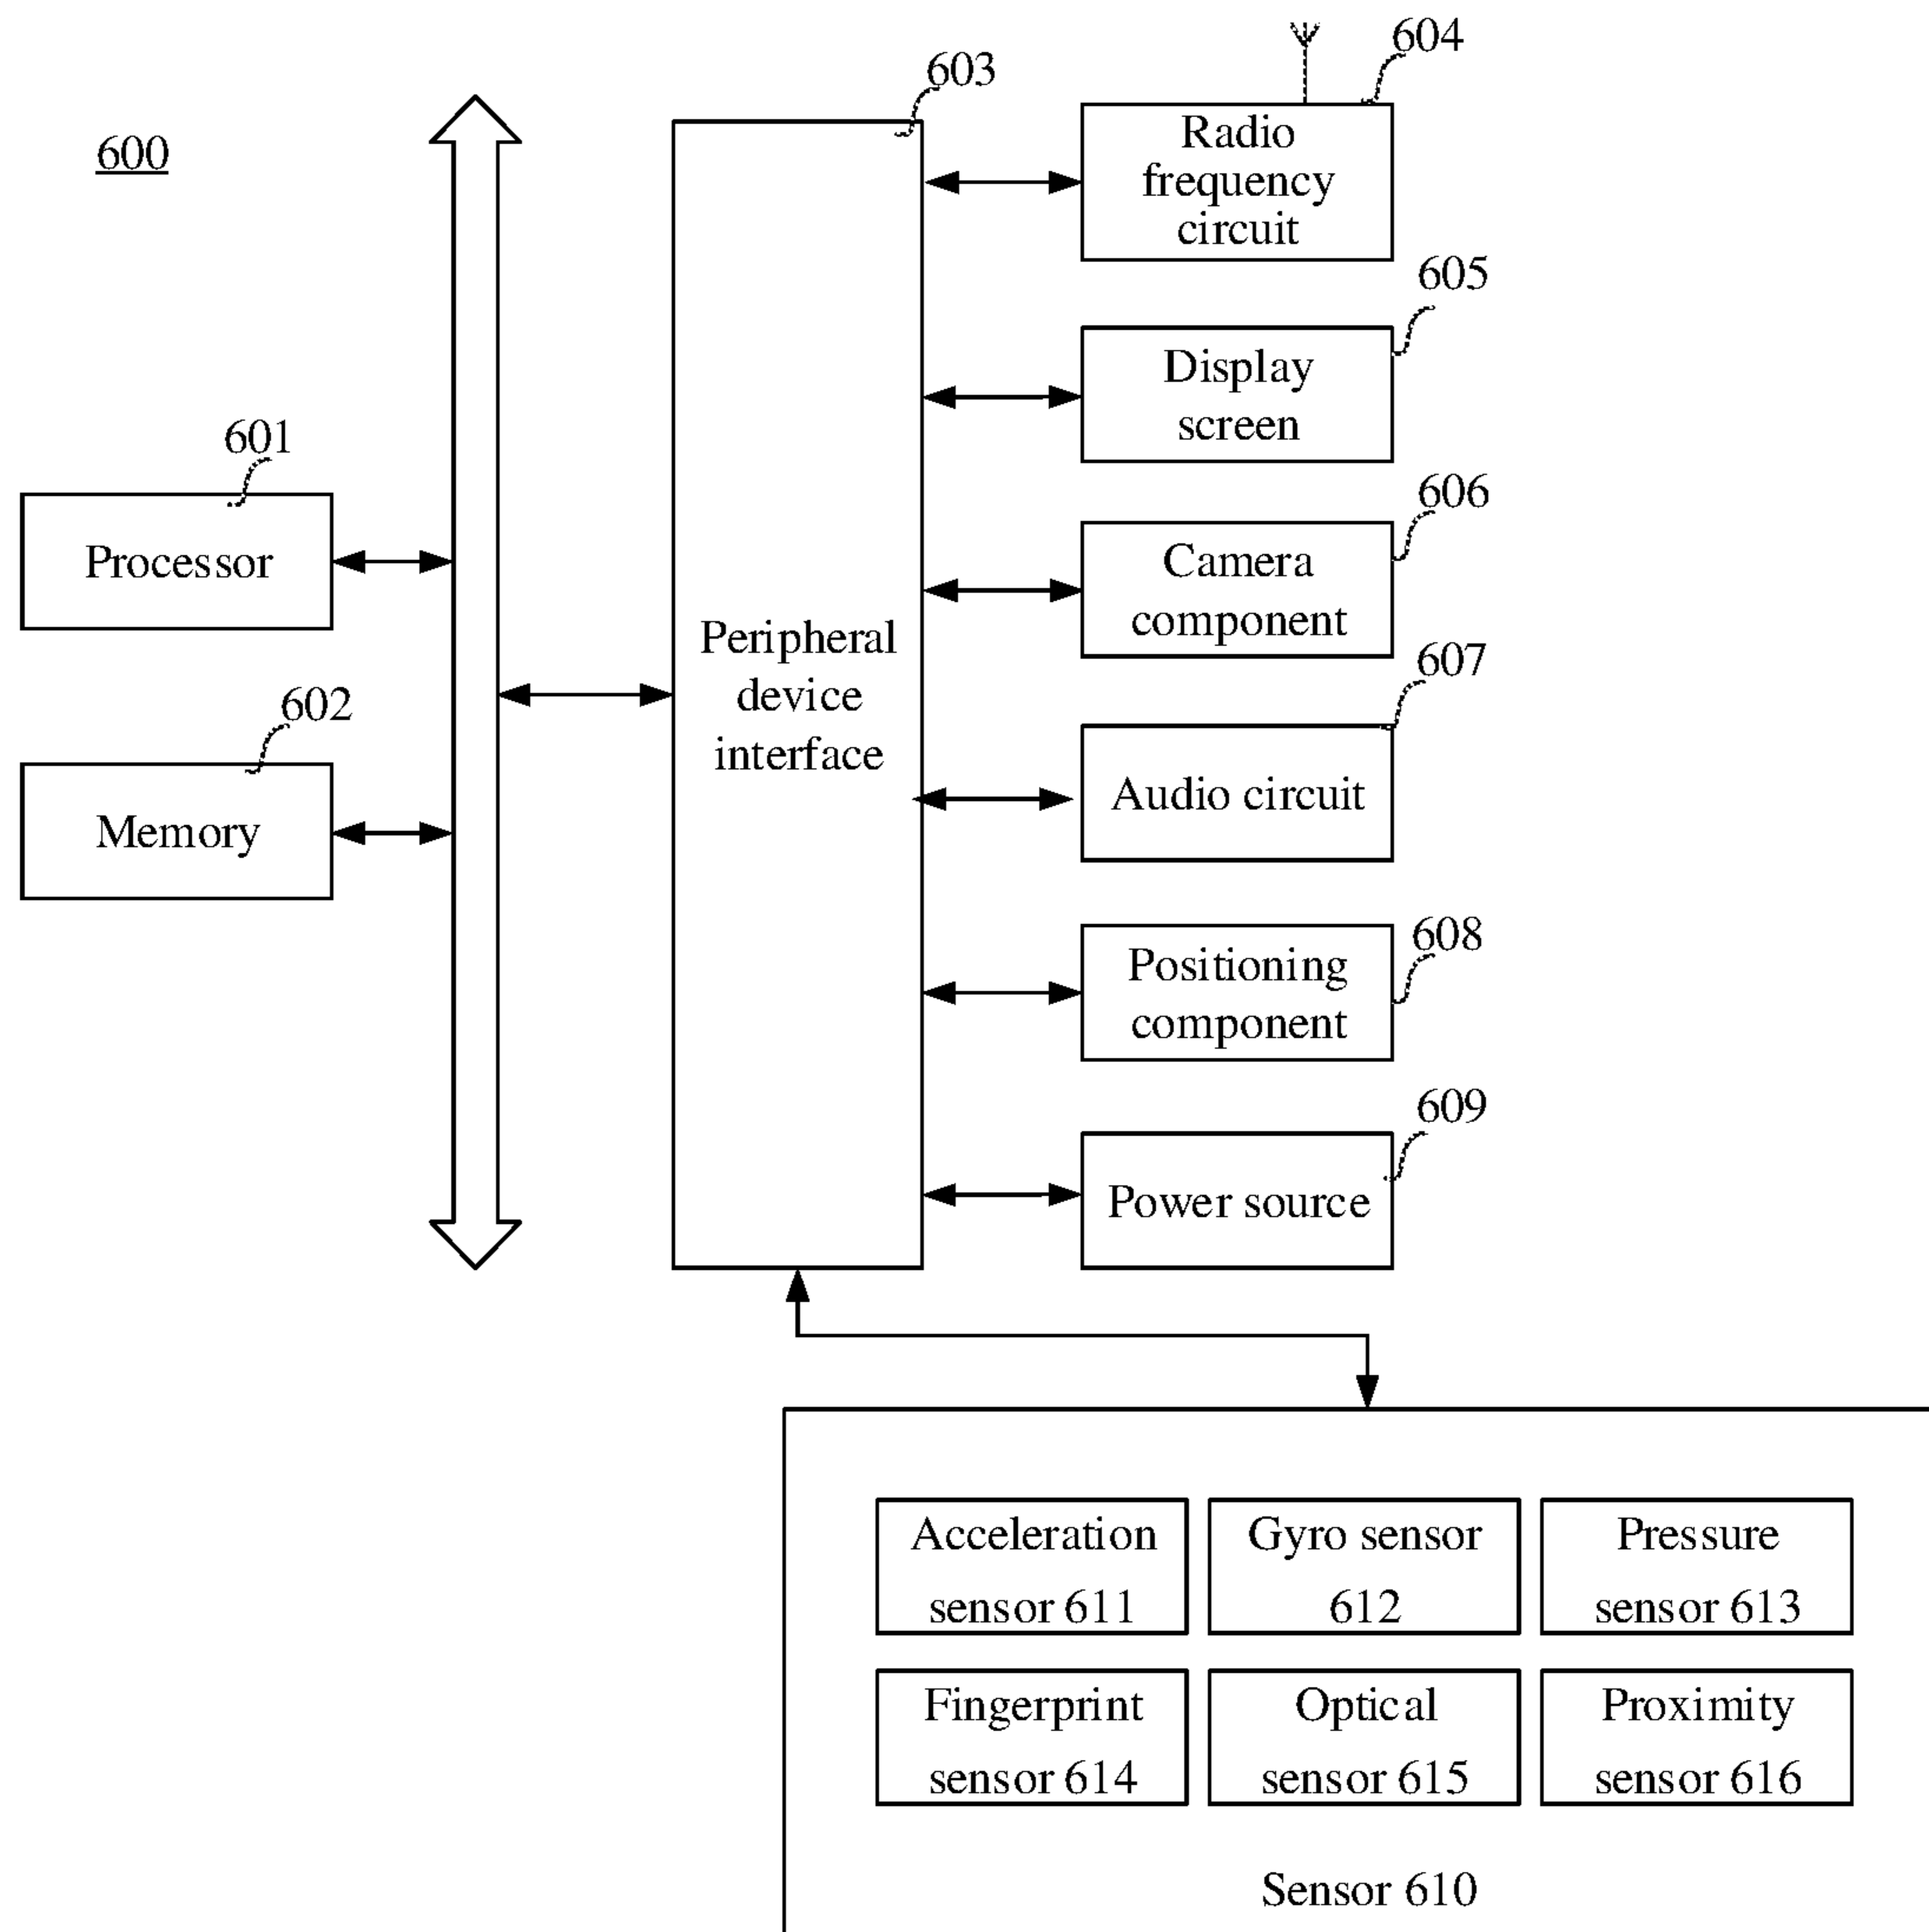 600
603
604
Radio
frequency
circuit
605
Display
screen
601
Processor
606
Camera
component
Peripheral
device
interface
602
Memory
607
Audio circuit
608
Positioning
component
609
Power source
Acceleration
sensor 611
Gyro sensor
612
Pressure
sensor 613
Fingerprint
sensor 614
Optical
sensor 615
Proximity
sensor 616
Sensor 610